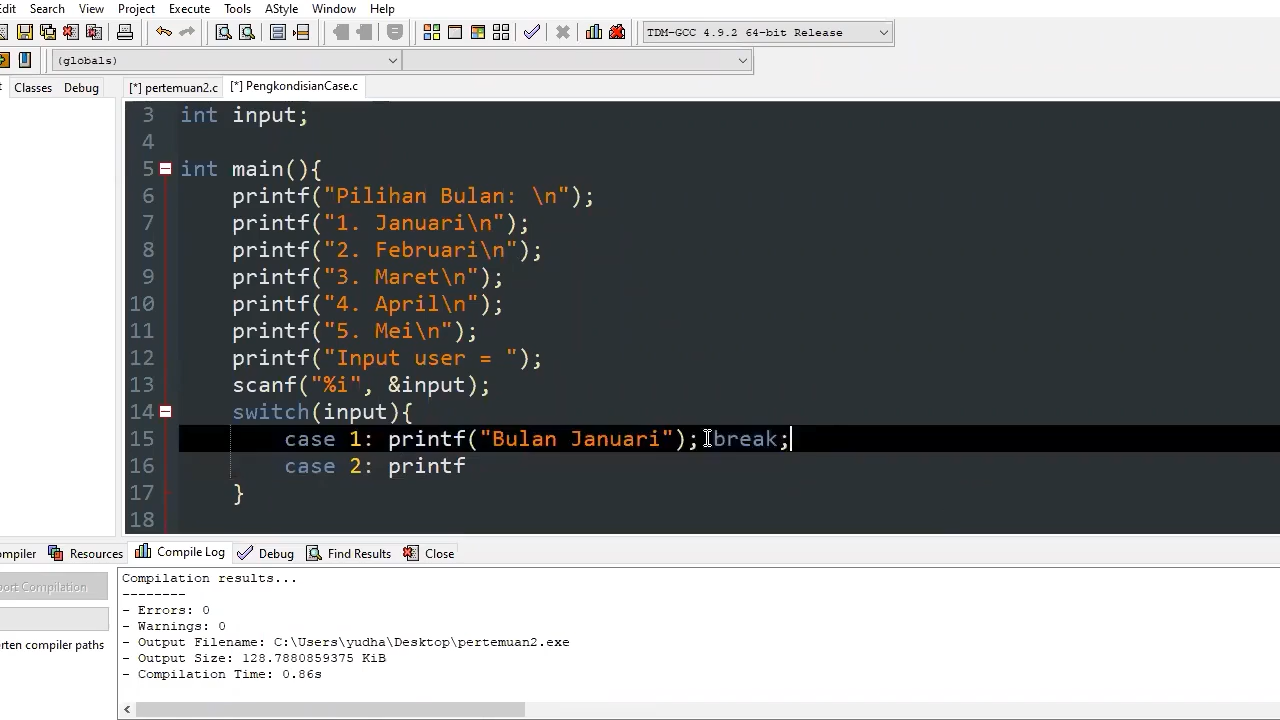 Edit Search View Project Execute Tools AStyle Window Help
TDM-GCC 4.9.2 64-bit Release
(globals)
Classes Debug [*] pertemuan2.c [*] PengkondisianCase.c
3 int input;
4
5 int main(){
6 printf("Pilihan Bulan: \n");
7 printf("1. Januari\n");
8 printf("2. Februari\n");
9 printf("3. Maret\n");
10 printf("4. April\n");
11 printf("5. Mei\n");
12 printf("Input user = ");
13 scanf("%i", &input);
14 switch(input){
15 case 1: printf("Bulan Januari"); break;
16 case 2: printf
17 }
18
ompiler Resources Compile Log Debug Find Results Close
ort Compilation
rten compiler paths
Compilation results...
--------
- Errors: 0
- Warnings: 0
- Output Filename: C:\Users\yudha\Desktop\pertemuan2.exe
- Output Size: 128.7880859375 KiB
- Compilation Time: 0.86s